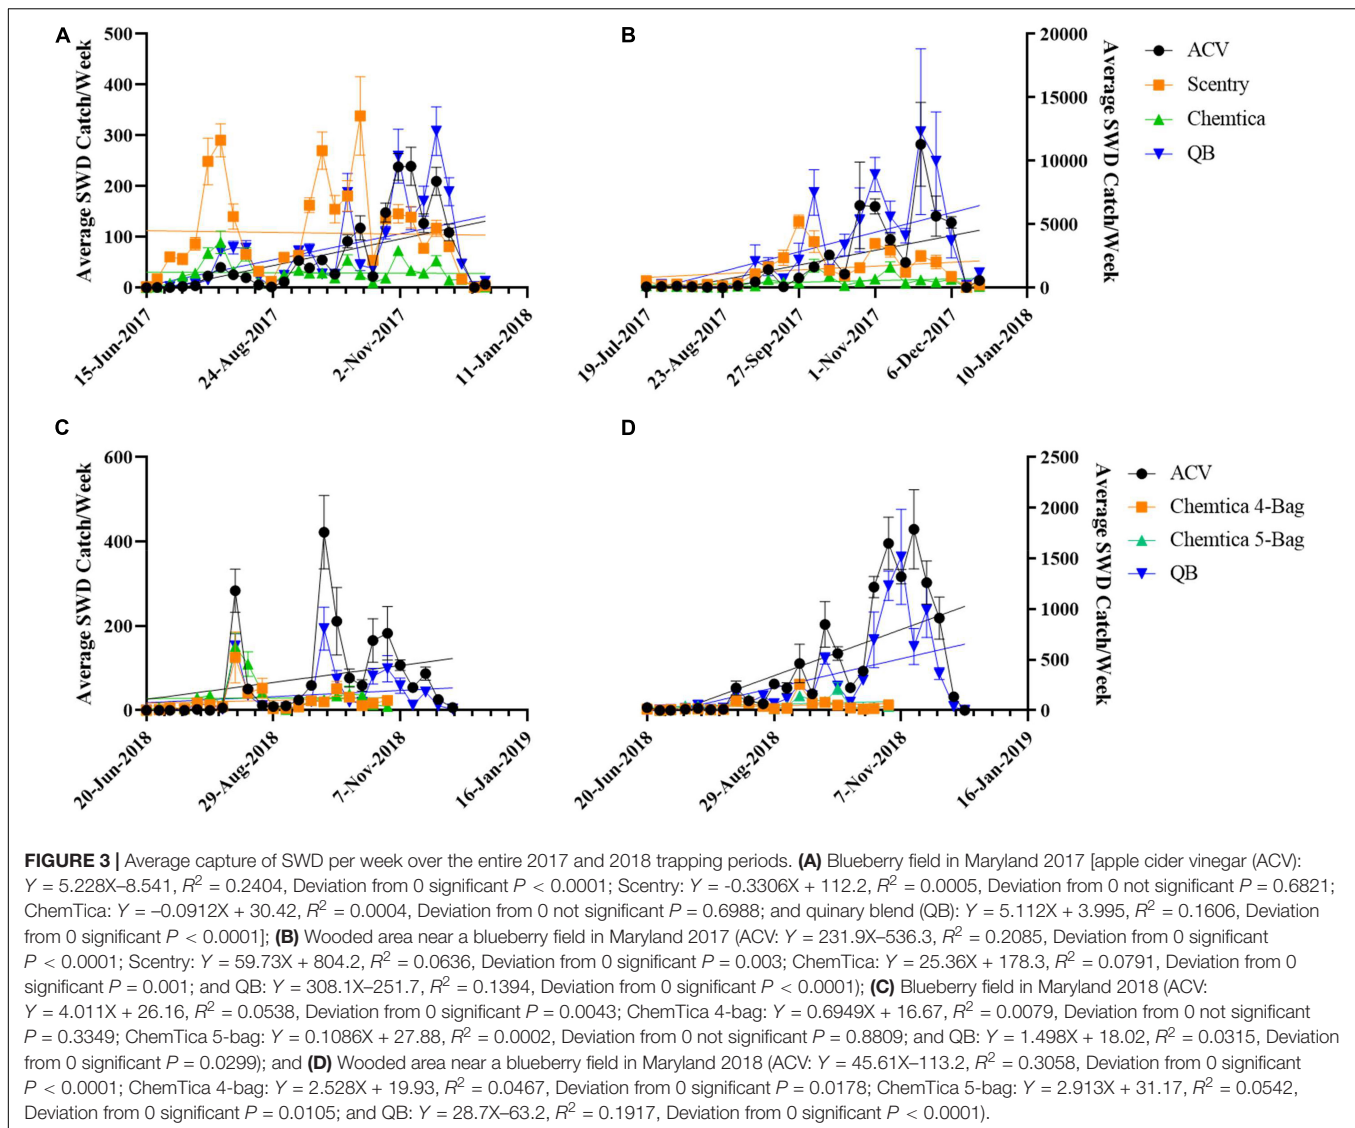 A
B
500
400
300
200
100
0
Average SWD Catch/Week
15-Jun-2017
24-Aug-2017
2-Nov-2017
11-Jan-2018
20000
15000
10000
5000
0
Average SWD Catch/Week
19-Jul-2017
23-Aug-2017
27-Sep-2017
1-Nov-2017
6-Dec-2017
10-Jan-2018
ACV
Scentry
Chemtica
QB
C
D
600
400
200
0
Average SWD Catch/Week
20-Jun-2018
29-Aug-2018
7-Nov-2018
16-Jan-2019
2500
2000
1500
1000
500
0
Average SWD Catch/Week
20-Jun-2018
29-Aug-2018
7-Nov-2018
16-Jan-2019
ACV
Chemtica 4-Bag
Chemtica 5-Bag
QB
FIGURE 3 | Average capture of SWD per week over the entire 2017 and 2018 trapping periods. (A) Blueberry field in Maryland 2017 [apple cider vinegar (ACV):
Y = 5.228X–8.541, R² = 0.2404, Deviation from 0 significant P < 0.0001; Scentry: Y = -0.3306X + 112.2, R² = 0.0005, Deviation from 0 not significant P = 0.6821;
ChemTica: Y = –0.0912X + 30.42, R² = 0.0004, Deviation from 0 not significant P = 0.6988; and quinary blend (QB): Y = 5.112X + 3.995, R² = 0.1606, Deviation
from 0 significant P < 0.0001]; (B) Wooded area near a blueberry field in Maryland 2017 (ACV: Y = 231.9X–536.3, R² = 0.2085, Deviation from 0 significant
P < 0.0001; Scentry: Y = 59.73X + 804.2, R² = 0.0636, Deviation from 0 significant P = 0.003; ChemTica: Y = 25.36X + 178.3, R² = 0.0791, Deviation from 0
significant P = 0.001; and QB: Y = 308.1X–251.7, R² = 0.1394, Deviation from 0 significant P < 0.0001); (C) Blueberry field in Maryland 2018 (ACV:
Y = 4.011X + 26.16, R² = 0.0538, Deviation from 0 significant P = 0.0043; ChemTica 4-bag: Y = 0.6949X + 16.67, R² = 0.0079, Deviation from 0 not significant
P = 0.3349; ChemTica 5-bag: Y = 0.1086X + 27.88, R² = 0.0002, Deviation from 0 not significant P = 0.8809; and QB: Y = 1.498X + 18.02, R² = 0.0315, Deviation
from 0 significant P = 0.0299); and (D) Wooded area near a blueberry field in Maryland 2018 (ACV: Y = 45.61X–113.2, R² = 0.3058, Deviation from 0 significant
P < 0.0001; ChemTica 4-bag: Y = 2.528X + 19.93, R² = 0.0467, Deviation from 0 significant P = 0.0178; ChemTica 5-bag: Y = 2.913X + 31.17, R² = 0.0542,
Deviation from 0 significant P = 0.0105; and QB: Y = 28.7X–63.2, R² = 0.1917, Deviation from 0 significant P < 0.0001).